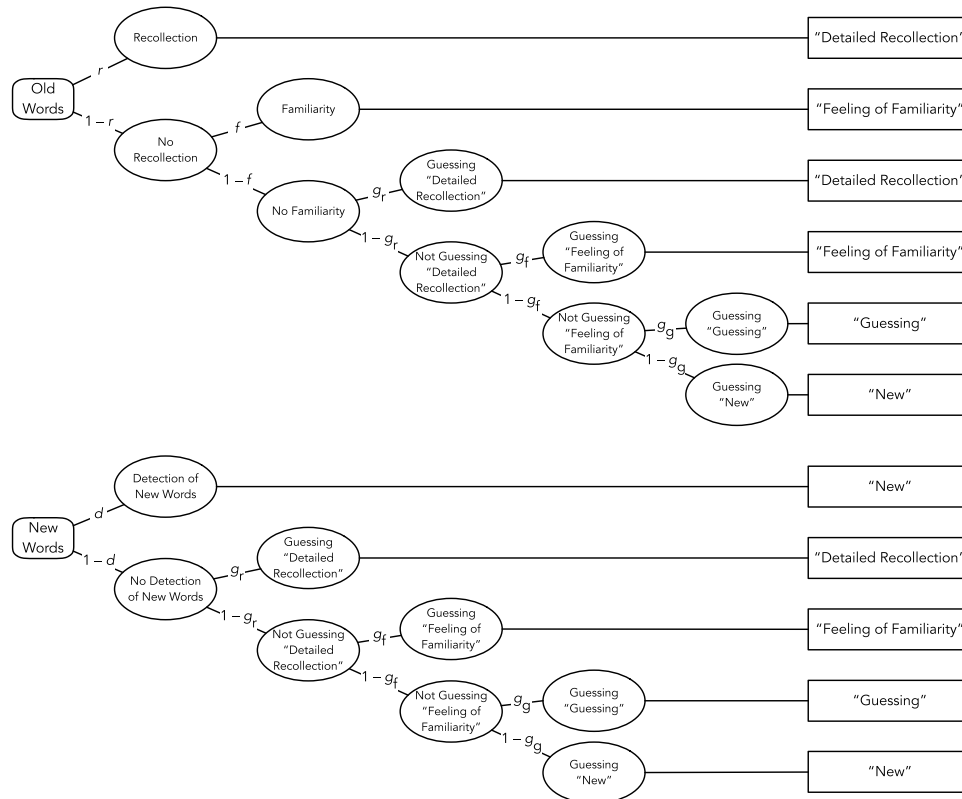 Recollection
“Detailed Recollection”
r
Old
Words
1 – r
Familiarity
“Feeling of Familiarity”
f
No
Recollection
1 – f
Guessing
“Detailed
Recollection”
“Detailed Recollection”
gr
No Familiarity
1 – gr
Guessing
“Feeling of
Familiarity”
“Feeling of Familiarity”
gf
Not Guessing
“Detailed
Recollection”
1 – gf
Guessing
“Guessing”
“Guessing”
gg
Not Guessing
“Feeling of
Familiarity”
1 – gg
Guessing
“New”
“New”
Detection of
New Words
“New”
d
New
Words
1 – d
Guessing
“Detailed
Recollection”
“Detailed Recollection”
gr
No Detection
of New Words
1 – gr
Guessing
“Feeling of
Familiarity”
“Feeling of Familiarity”
gf
Not Guessing
“Detailed
Recollection”
1 – gf
Guessing
“Guessing”
“Guessing”
gg
Not Guessing
“Feeling of
Familiarity”
1 – gg
Guessing
“New”
“New”